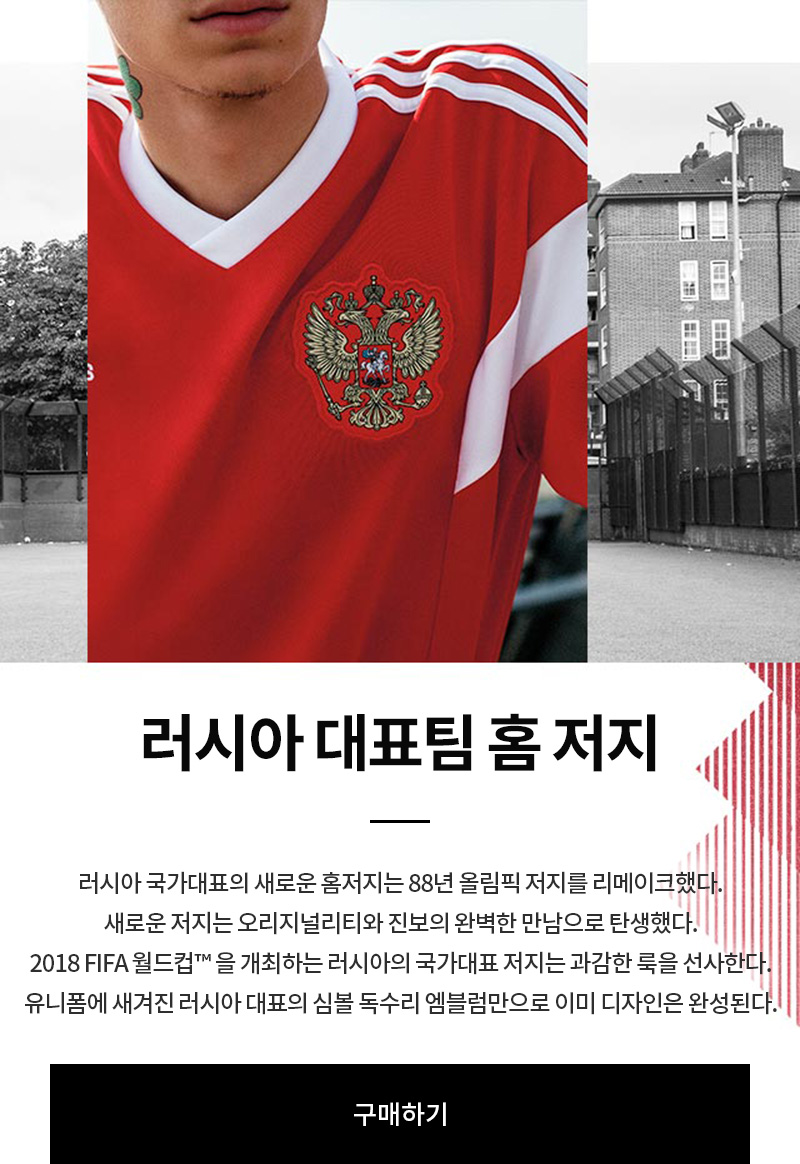 러시아 대표팀 홈 저지
러시아 국가대표의 새로운 홈저지는 88년 올림픽 저지를 리메이크했다.
새로운 저지는 오리지널리티와 진보의 완벽한 만남으로 탄생했다.
2018 FIFA 월드컵™ 을 개최하는 러시아의 국가대표 저지는 과감한 룩을 선사한다.
유니폼에 새겨진 러시아 대표의 심볼 독수리 엠블럼만으로 이미 디자인은 완성된다.
구매하기